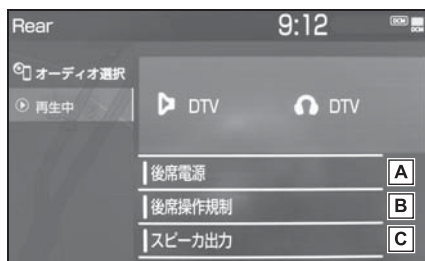 Rear 9:12 DCM DCM
オーディオ選択
再生中
DTV DTV
後席電源 A
後席操作規制 B
スピーカ出力 C